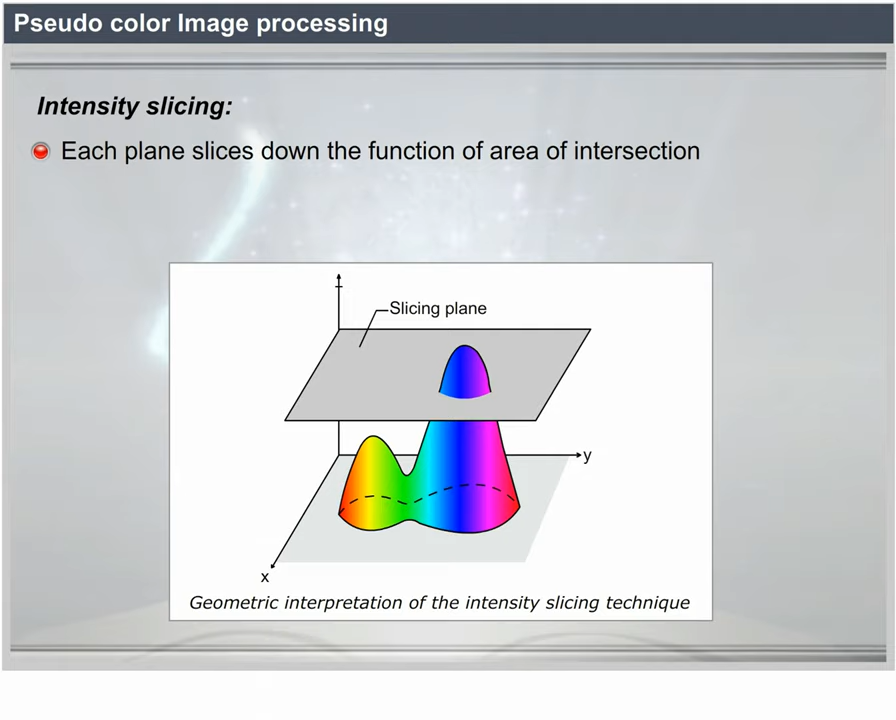 Pseudo color Image processing
Intensity slicing:
Each plane slices down the function of area of intersection
Slicing plane
y
x
Geometric interpretation of the intensity slicing technique